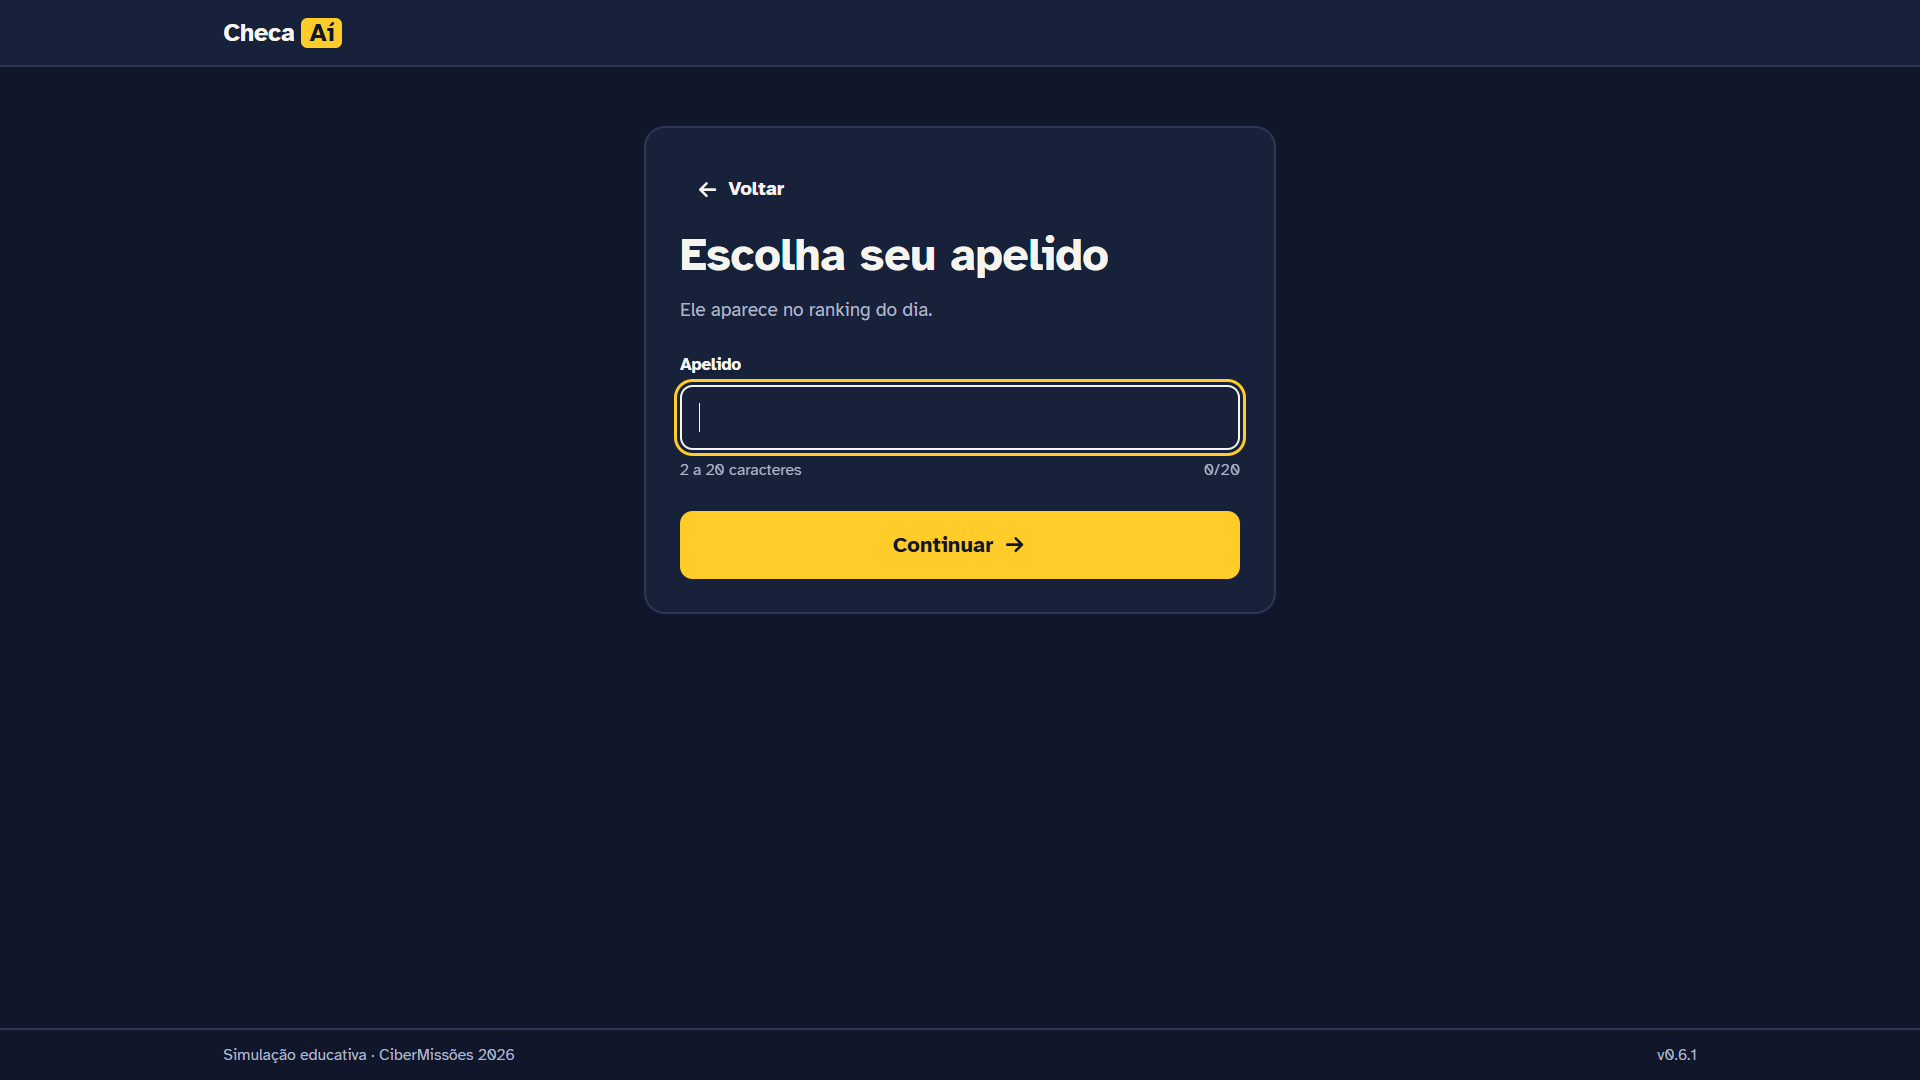 Checa Aí
← Voltar
Escolha seu apelido
Ele aparece no ranking do dia.
Apelido
2 a 20 caracteres 0/20
Continuar →
Simulação educativa · CiberMissões 2026 v0.6.1